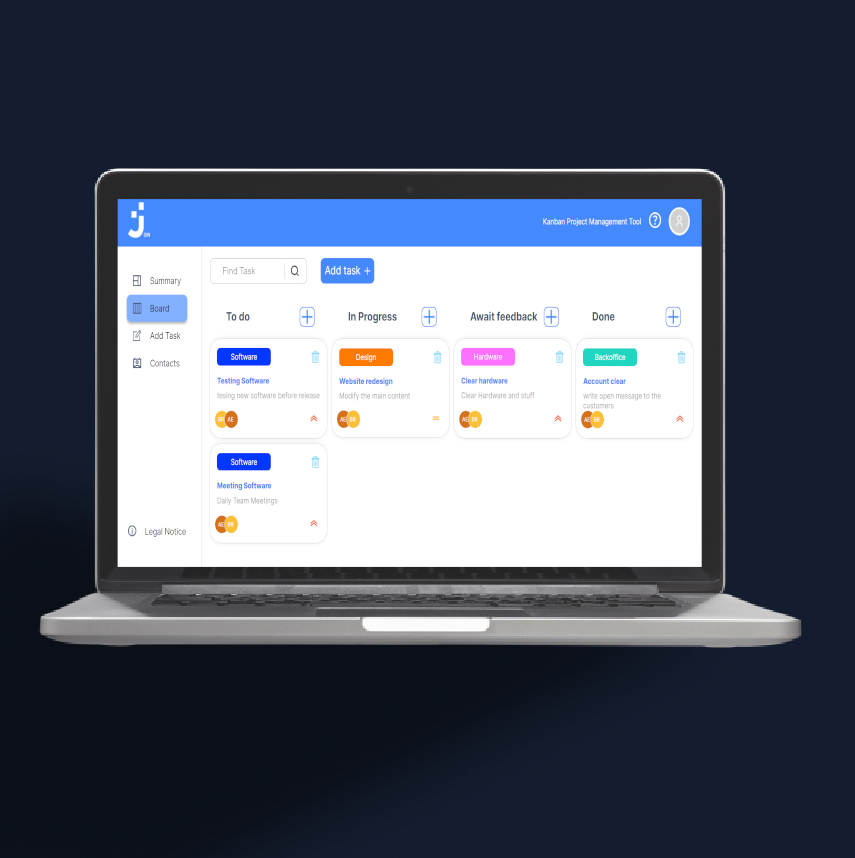 Kanban Project Management Tool
Find Task
Add task +
Summary
Board
Add Task
Contacts
Legal Notice
To do
In Progress
Await feedback
Done
Software
Testing Software
tesing new software before release
BR AE
Design
Website redesign
Modify the main content
AE BR
Hardware
Clear hardware
Clear Hardware and stuff
AE BR
Backoffice
Account clear
write open message to the
customers
AE BR
Software
Meeting Software
Daily Team Meetings
AE BR